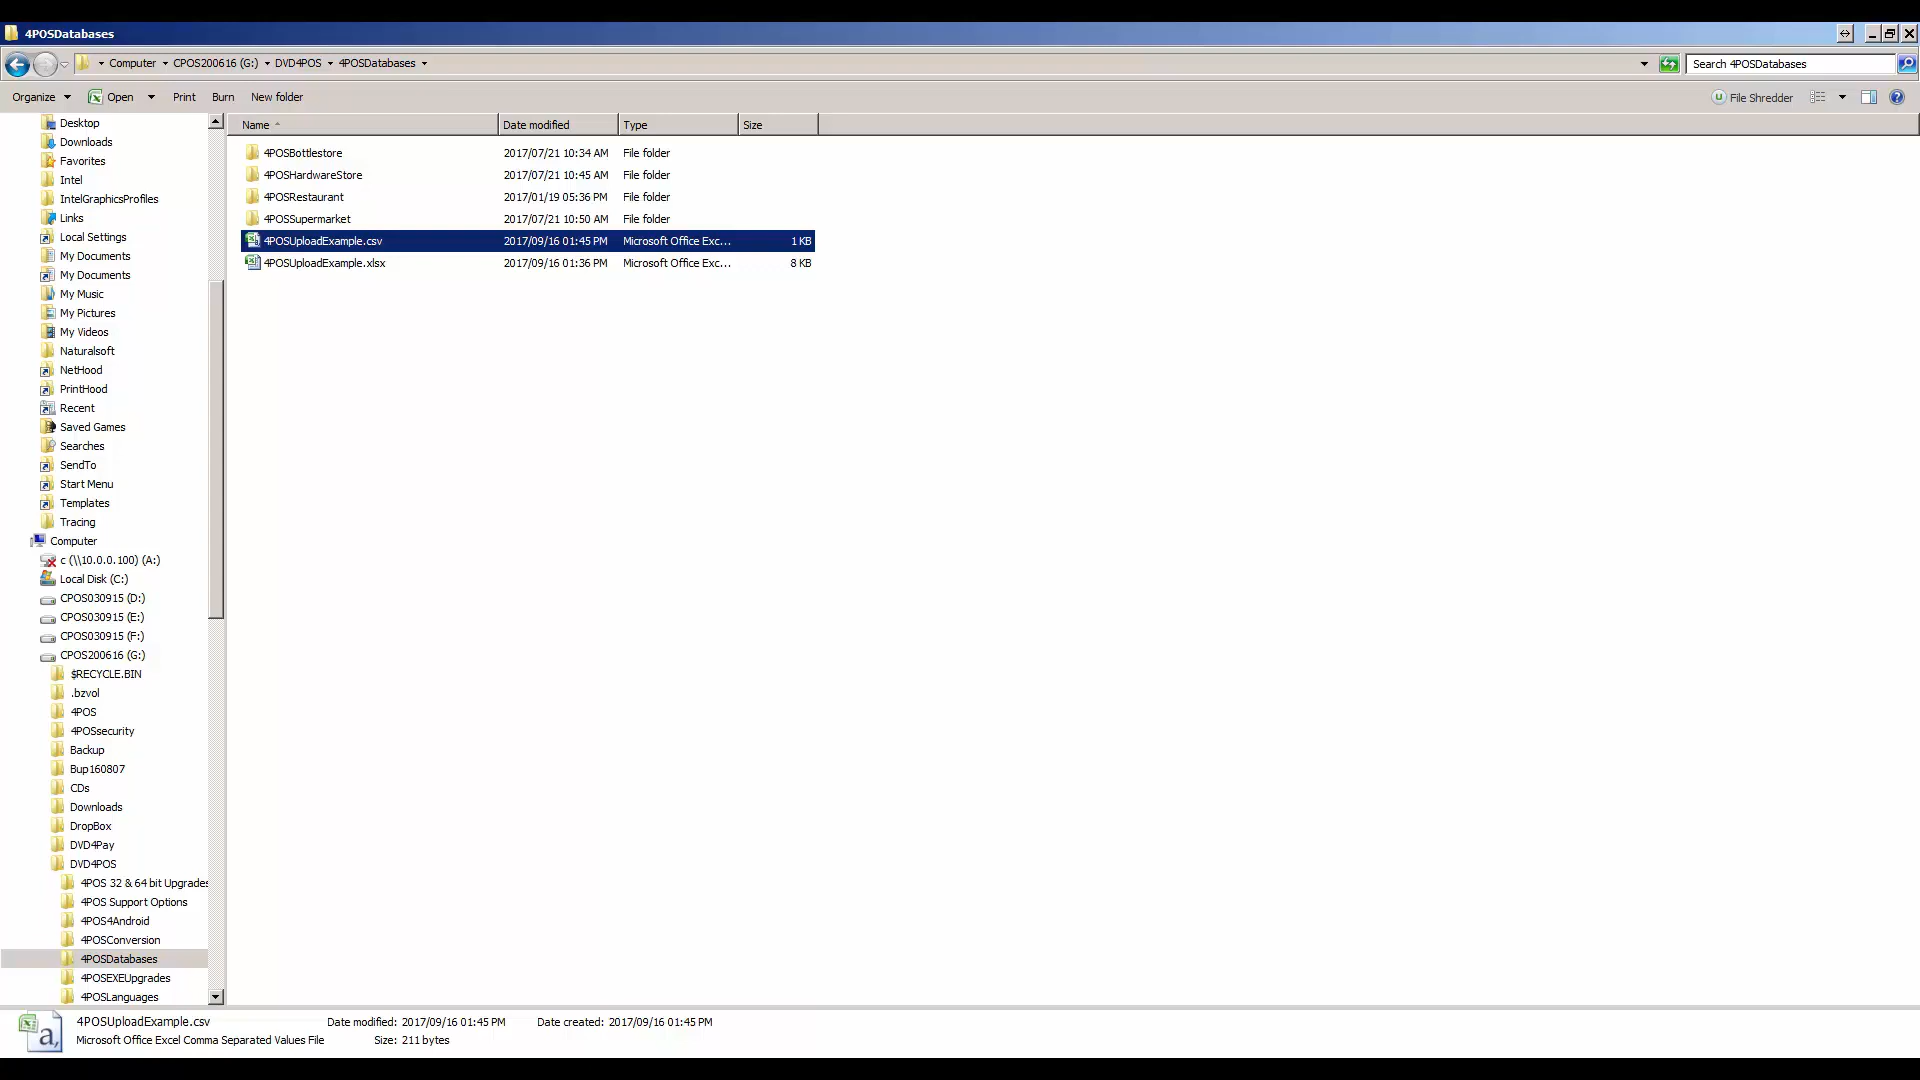 4POSDatabases
Computer CPOS200616 (G:) DVD4POS 4POSDatabases
Search 4POSDatabases
Organize Open Print Burn New folder
File Shredder
Name Date modified Type Size
4POSBottlestore 2017/07/21 10:34 AM File folder
4POSHardwareStore 2017/07/21 10:45 AM File folder
4POSRestaurant 2017/01/19 05:36 PM File folder
4POSSupermarket 2017/07/21 10:50 AM File folder
4POSUploadExample.csv 2017/09/16 01:45 PM Microsoft Office Exc... 1 KB
4POSUploadExample.xlsx 2017/09/16 01:36 PM Microsoft Office Exc... 8 KB
Desktop
Downloads
Favorites
Intel
IntelGraphicsProfiles
Links
Local Settings
My Documents
My Documents
My Music
My Pictures
My Videos
Naturalsoft
NetHood
PrintHood
Recent
Saved Games
Searches
SendTo
Start Menu
Templates
Tracing
Computer
c (\\10.0.0.100) (A:)
Local Disk (C:)
CPOS030915 (D:)
CPOS030915 (E:)
CPOS030915 (F:)
CPOS200616 (G:)
$RECYCLE.BIN
.bzvol
4POS
4POSsecurity
Backup
Bup160807
CDs
Downloads
DropBox
DVD4Pay
DVD4POS
4POS 32 & 64 bit Upgrades
4POS Support Options
4POS4Android
4POSConversion
4POSDatabases
4POSEXEUpgrades
4POSLanguages
4POSUploadExample.csv Date modified: 2017/09/16 01:45 PM Date created: 2017/09/16 01:45 PM
Microsoft Office Excel Comma Separated Values File Size: 211 bytes